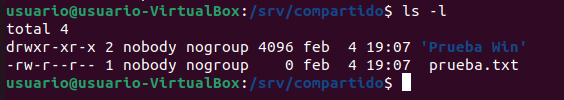 usuario@usuario-VirtualBox:/srv/compartido$ ls -l
total 4
drwxr-xr-x 2 nobody nogroup 4096 feb  4 19:07 'Prueba Win'
-rw-r--r-- 1 nobody nogroup    0 feb  4 19:07  prueba.txt
usuario@usuario-VirtualBox:/srv/compartido$